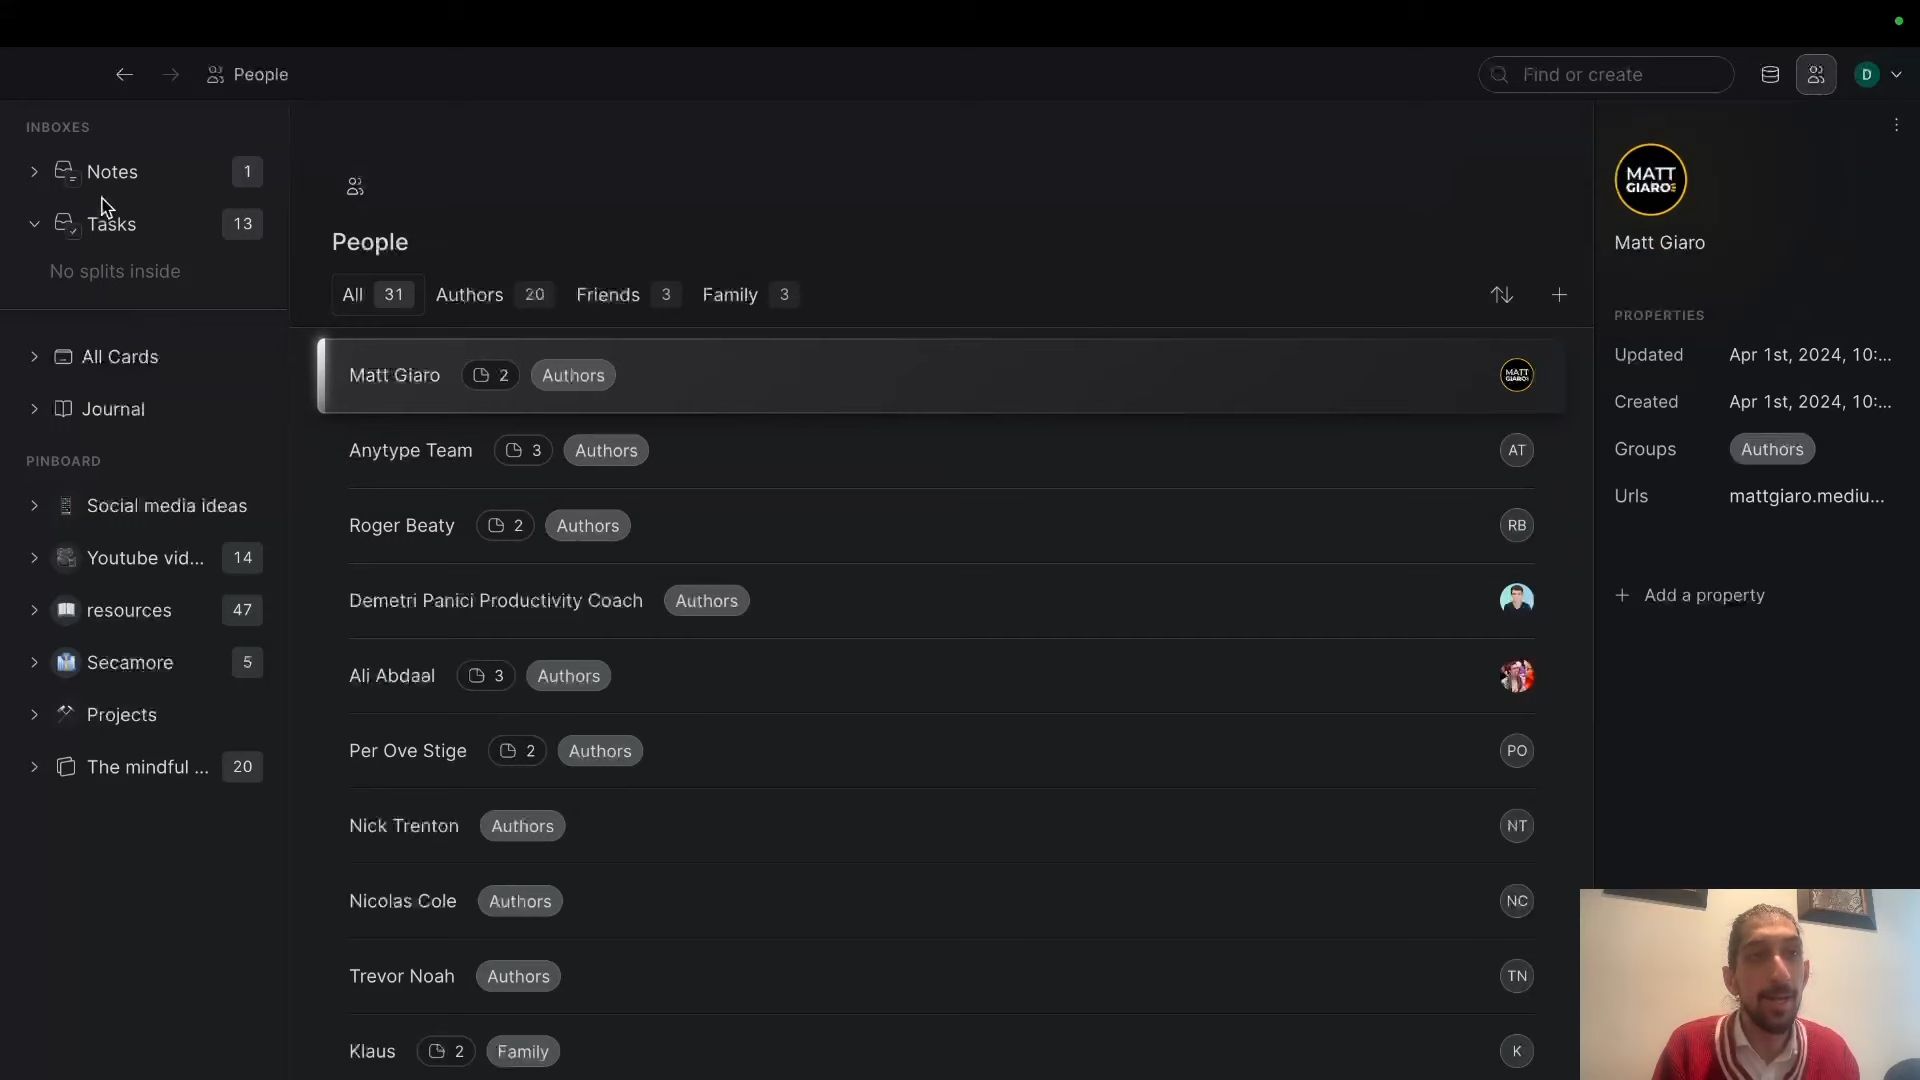 People
Find or create
D
INBOXES
Notes 1
Tasks 13
No splits inside
All Cards
Journal
PINBOARD
Social media ideas
Youtube vid... 14
resources 47
Secamore 5
Projects
The mindful ... 20
People
All 31 Authors 20 Friends 3 Family 3
Matt Giaro 2 Authors MATT GIARO
Anytype Team 3 Authors AT
Roger Beaty 2 Authors RB
Demetri Panici Productivity Coach Authors
Ali Abdaal 3 Authors
Per Ove Stige 2 Authors PO
Nick Trenton Authors NT
Nicolas Cole Authors NC
Trevor Noah Authors TN
Klaus 2 Family K
MATT
GIARO
Matt Giaro
PROPERTIES
Updated Apr 1st, 2024, 10:...
Created Apr 1st, 2024, 10:...
Groups Authors
Urls mattgiaro.mediu...
+ Add a property